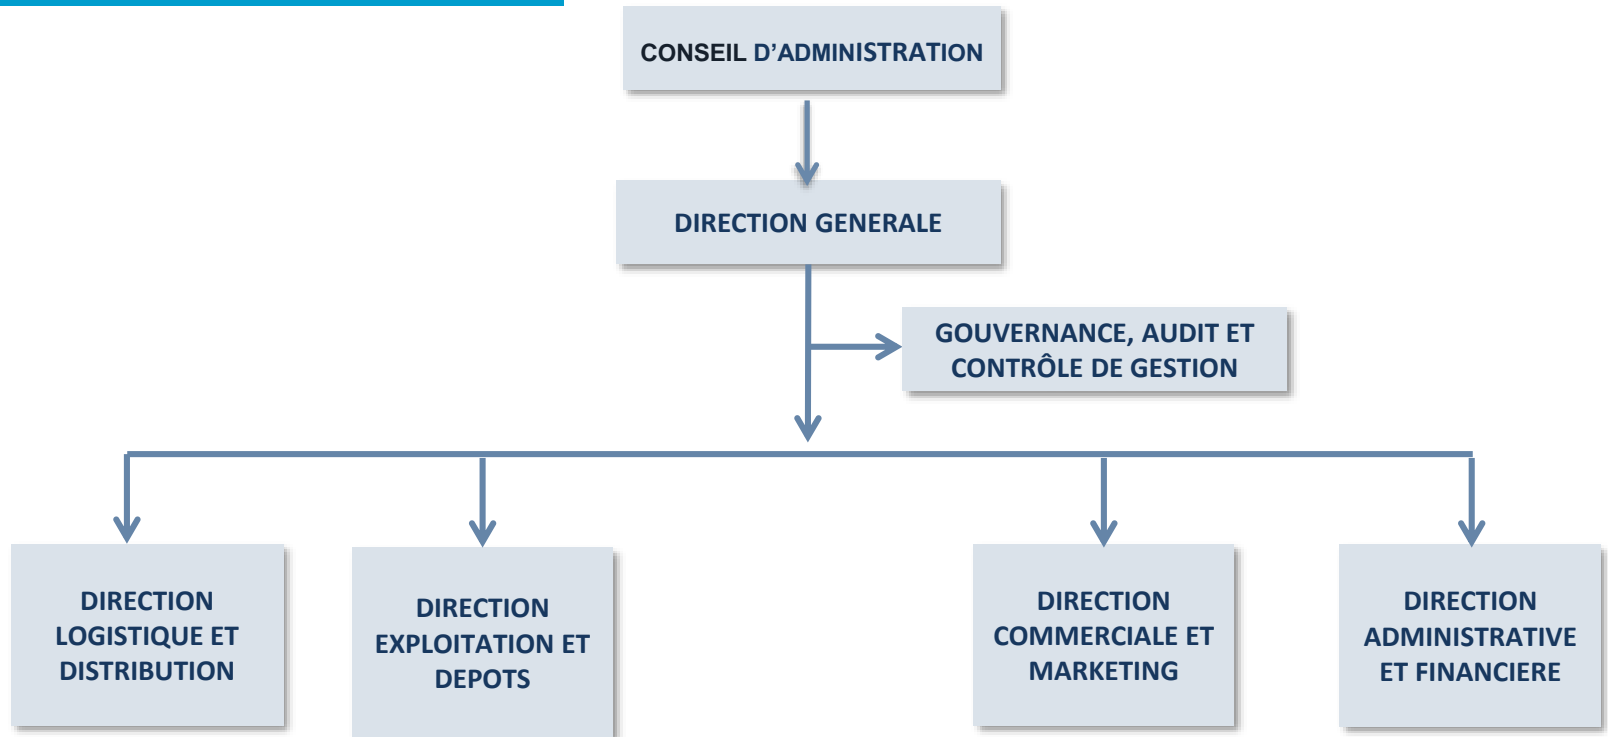 CONSEIL D’ADMINISTRATION
DIRECTION GENERALE
GOUVERNANCE, AUDIT ET
CONTRÔLE DE GESTION
DIRECTION
LOGISTIQUE ET
DISTRIBUTION
DIRECTION
EXPLOITATION ET
DEPOTS
DIRECTION
COMMERCIALE ET
MARKETING
DIRECTION
ADMINISTRATIVE
ET FINANCIERE